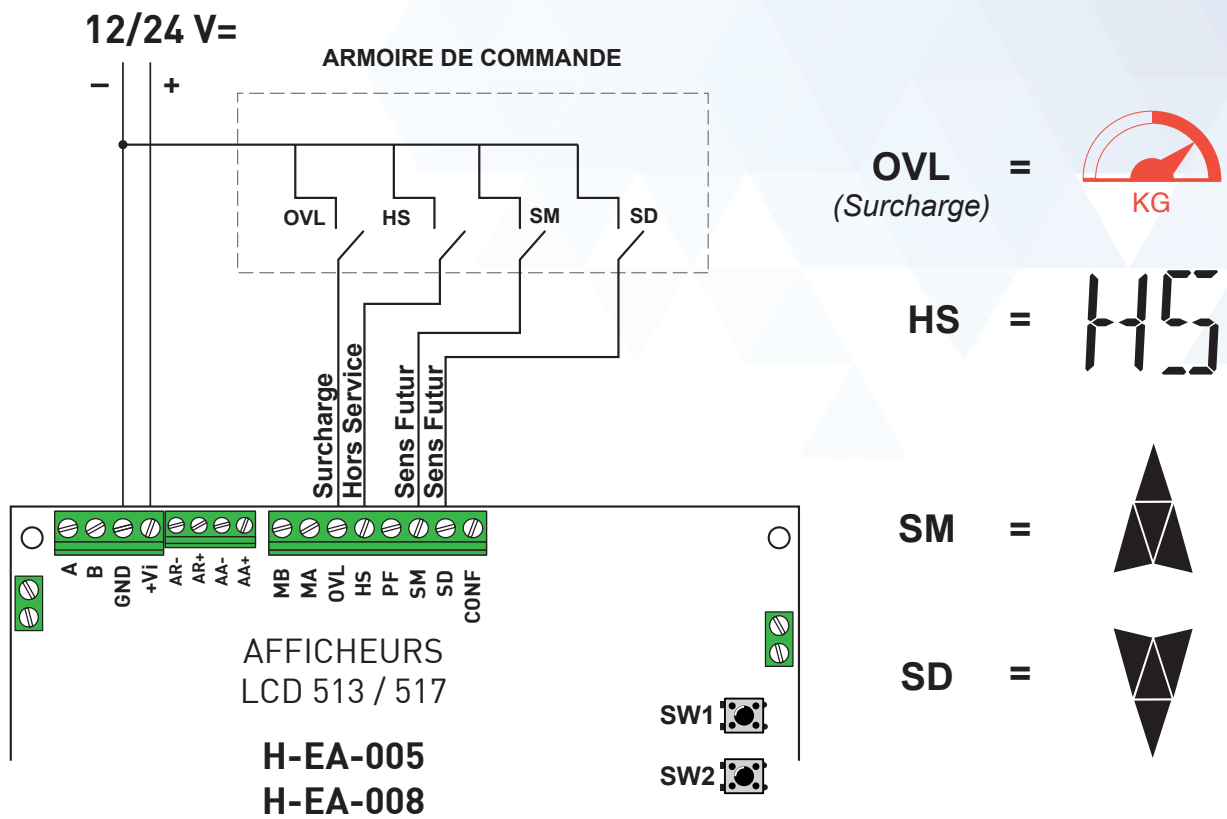 12/24 V=
– +
ARMOIRE DE COMMANDE
OVL HS SM SD
Surcharge
Hors Service
Sens Futur
Sens Futur
A B GND +Vi AR- AR+ AA- AA+ MB MA OVL HS PF SM SD CONF
AFFICHEURS
LCD 513 / 517
H-EA-005
H-EA-008
SW1
SW2
OVL =
(Surcharge)
KG
HS = HS
SM =
SD =